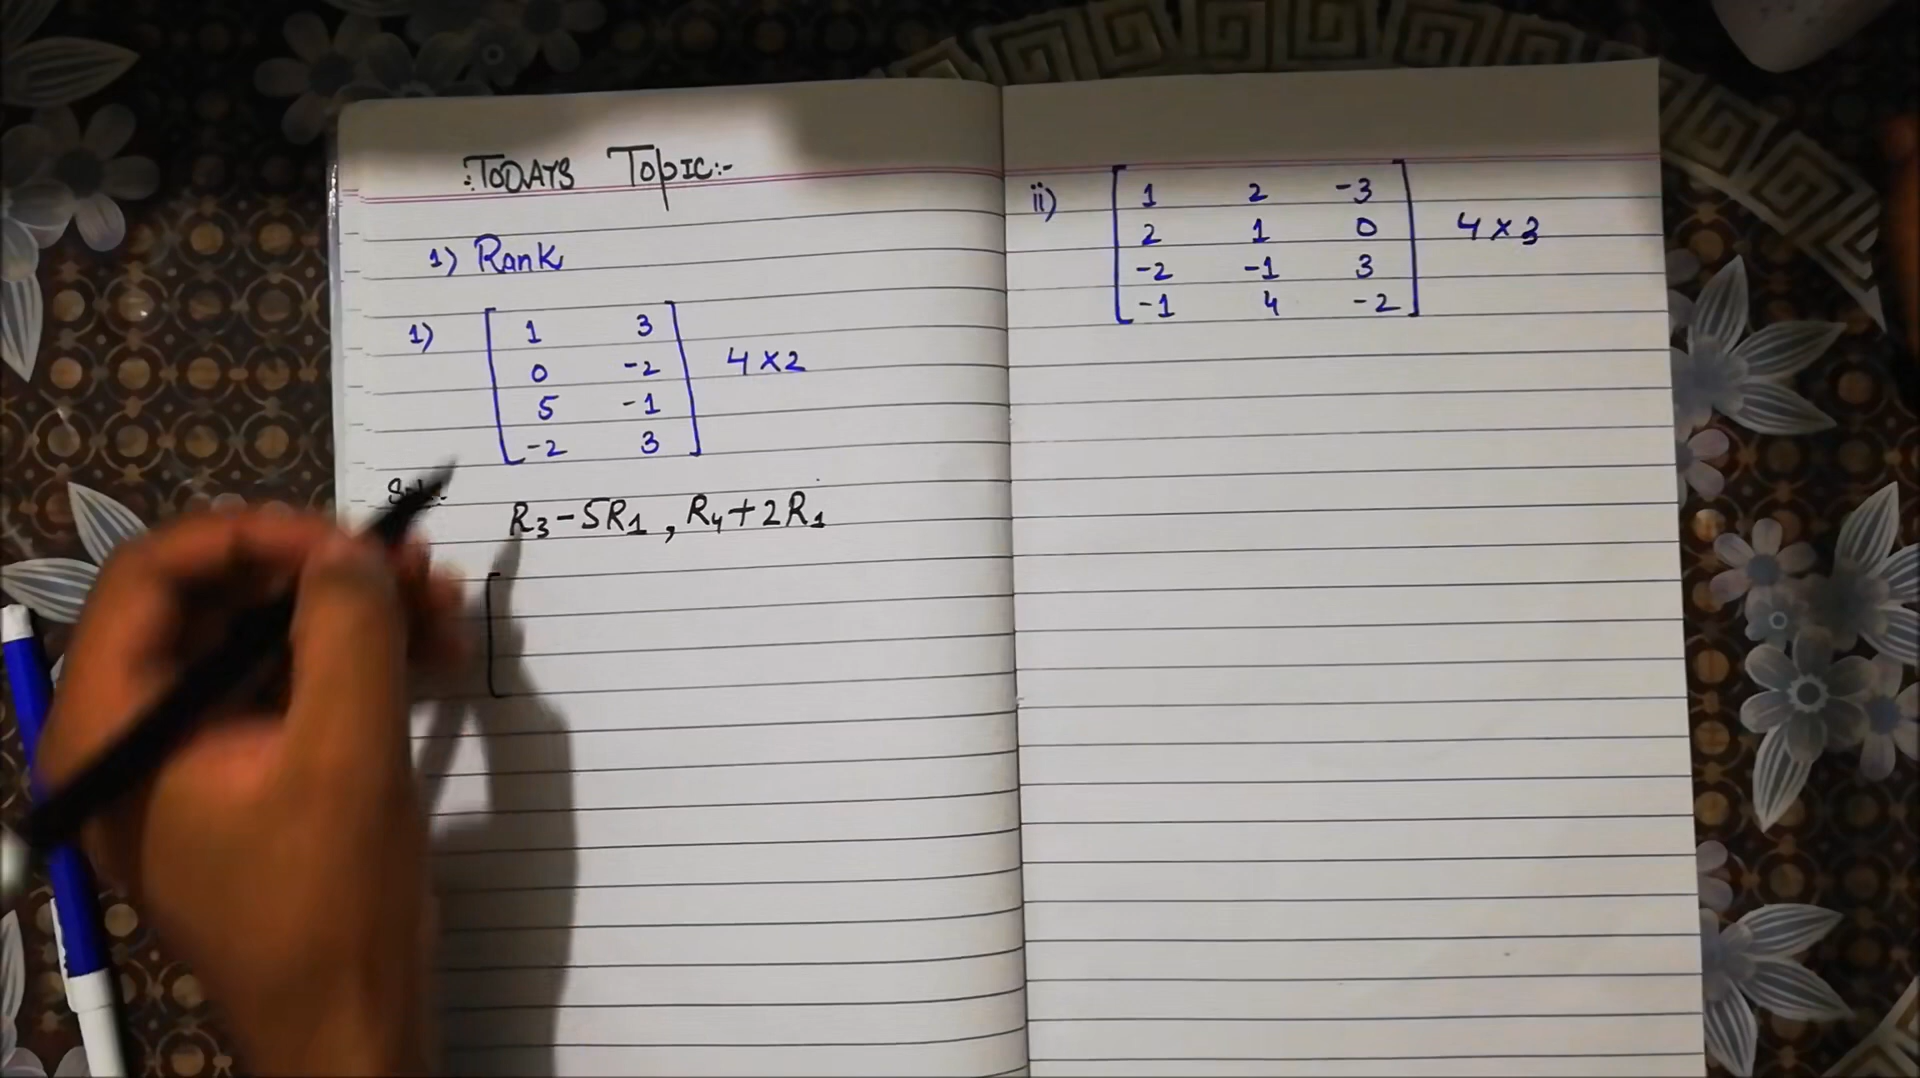 :TODAYS Topic:-
1) Rank
1) [ 1 3
0 -2
5 -1
-2 3 ] 4 × 2
R3 - 5R1 , R4 + 2R1
[
ii) [ 1 2 -3
2 1 0
-2 -1 3
-1 4 -2 ] 4 × 3